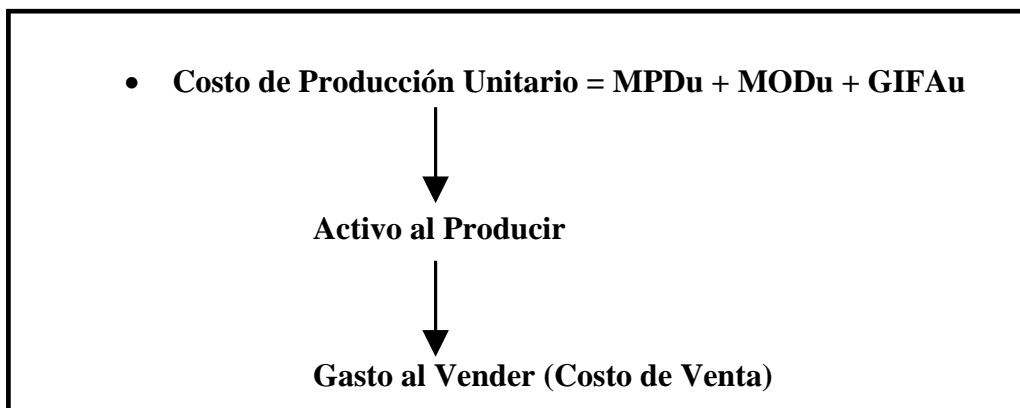 • Costo de Producción Unitario = MPDu + MODu + GIFAu
Activo al Producir
Gasto al Vender (Costo de Venta)